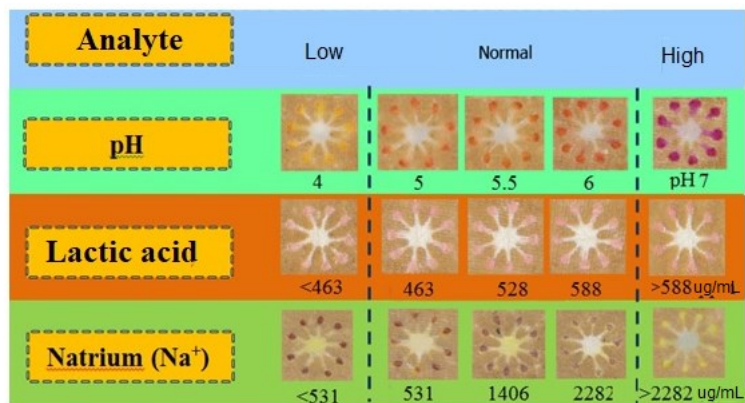 Analyte Low Normal High
pH
4 5 5.5 6 pH 7
Lactic acid
<463 463 528 588 >588 ug/mL
Natrium (Na⁺)
<531 531 1406 2282 >2282 ug/mL